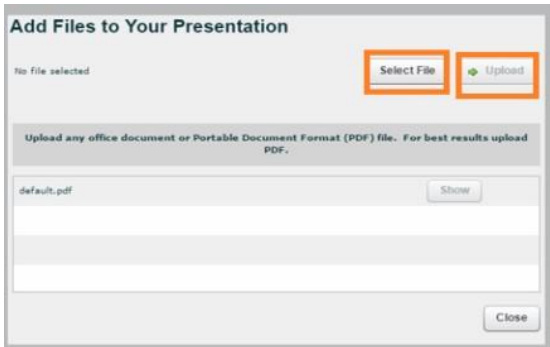 Add Files to Your Presentation
No file selected
Select File
Upload
Upload any office document or Portable Document Format (PDF) file. For best results upload
PDF.
default.pdf
Show
Close